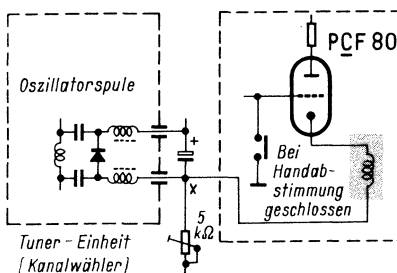 Oszillatorspule
Tuner-Einheit
(Kanalwähler)
+
x
5
kΩ
PCF 80
Bei
Handab-
stimmung
geschlossen